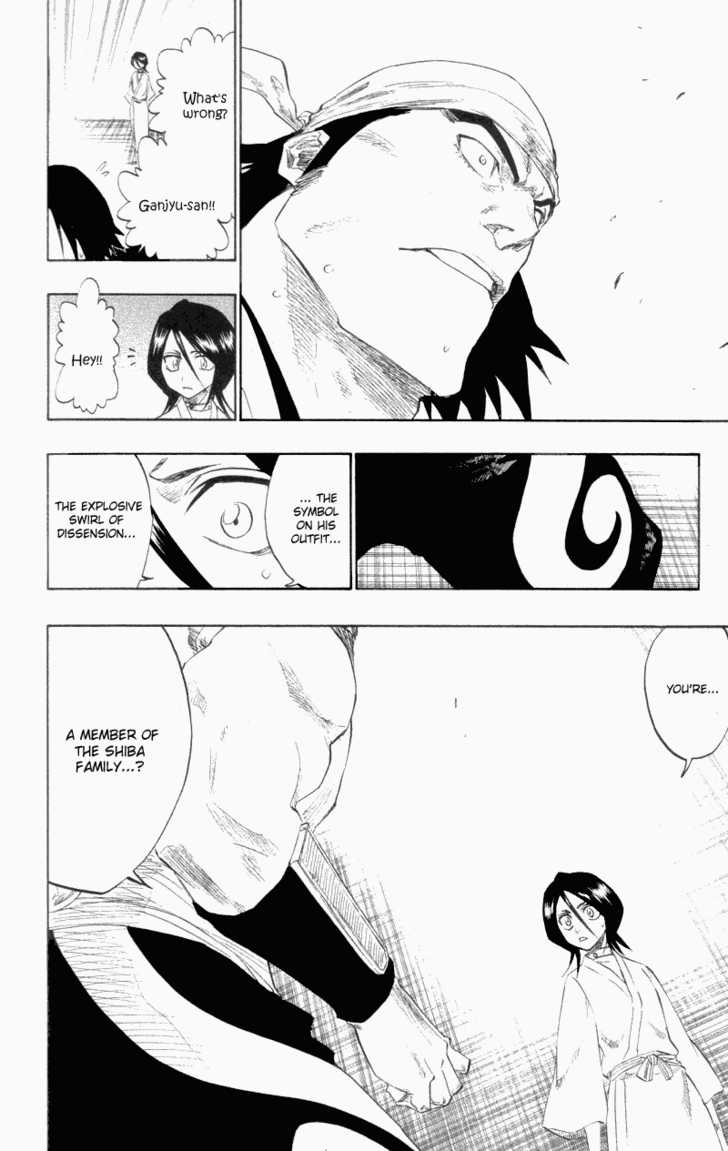 What's
wrong?
Ganjyu-san!!
Hey!!
... THE
SYMBOL
ON HIS
OUTFIT...
THE EXPLOSIVE
SWIRL OF
DISSENSION...
YOU'RE...
A MEMBER OF
THE SHIBA
FAMILY...?